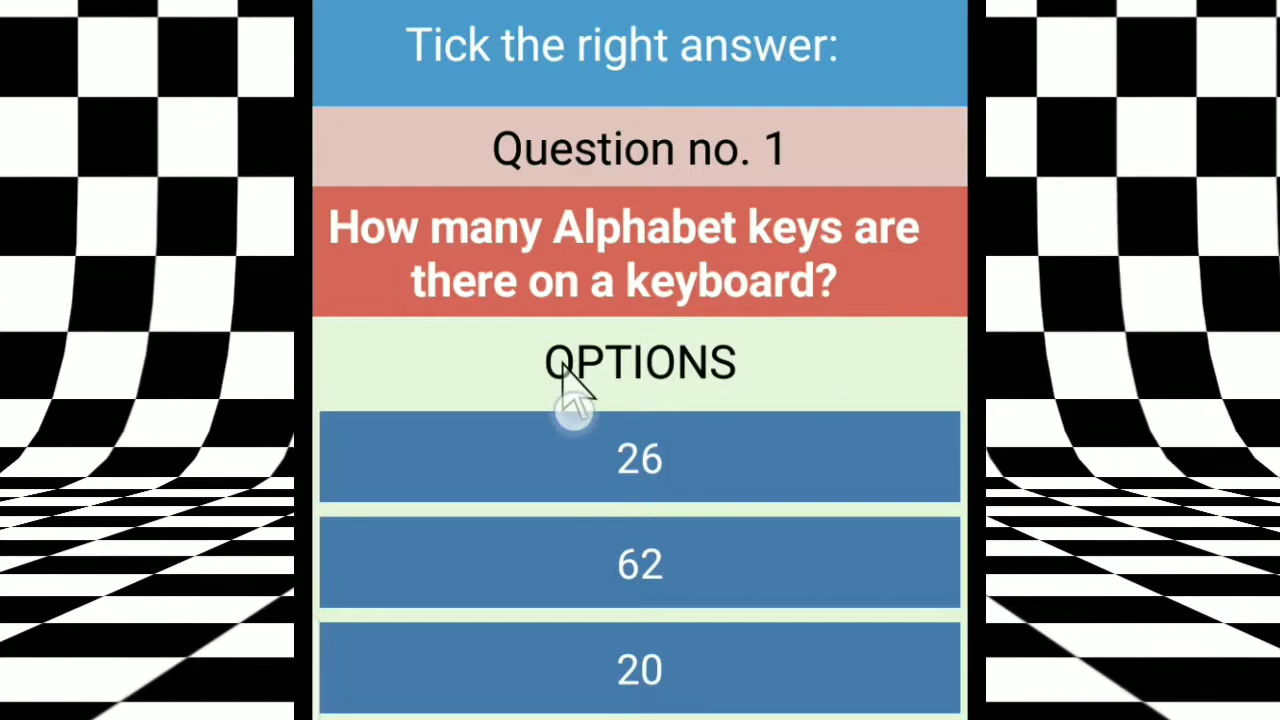 Tick the right answer:
Question no. 1
How many Alphabet keys are
there on a keyboard?
OPTIONS
26
62
20